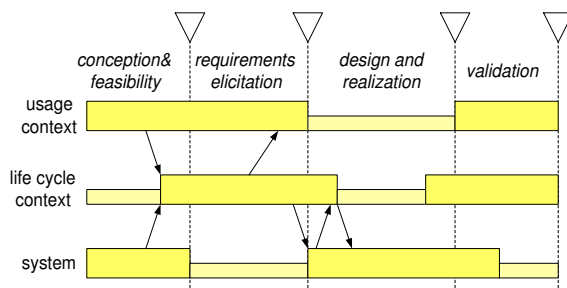 conception&
feasibility
requirements
elicitation
design and
realization
validation
usage
context
life cycle
context
system